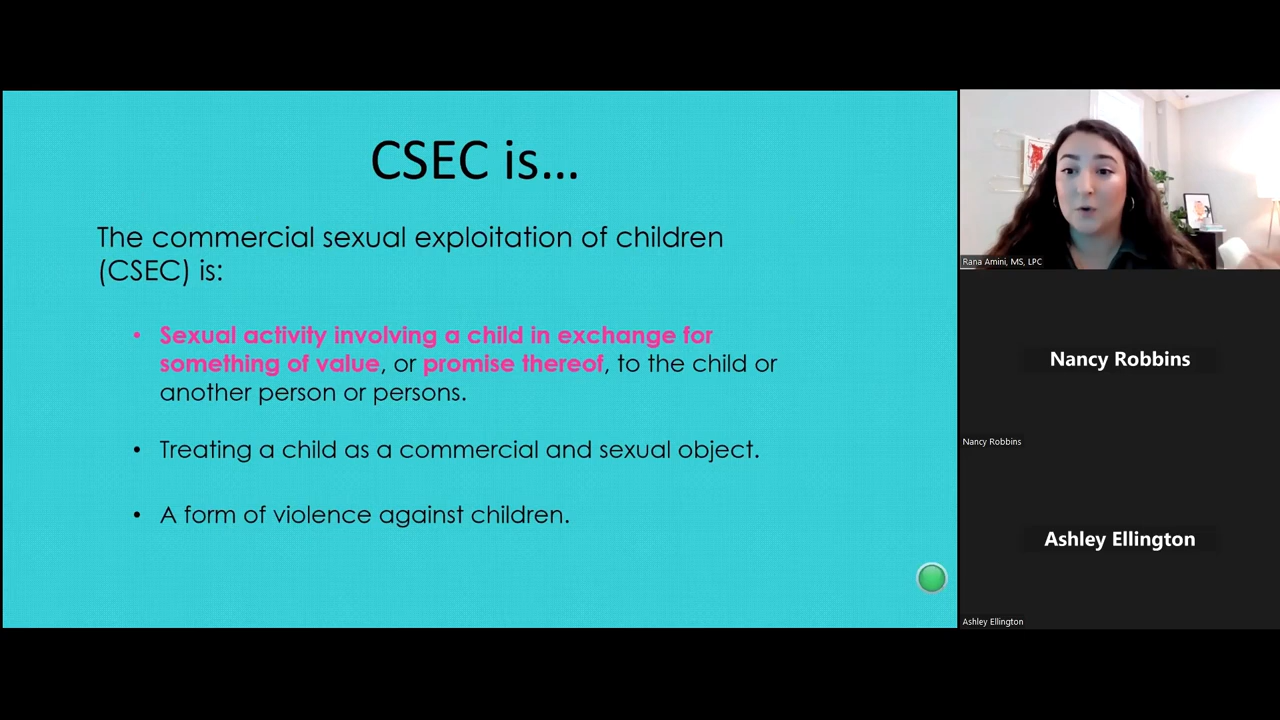 CSEC is...
The commercial sexual exploitation of children
(CSEC) is:
• Sexual activity involving a child in exchange for
something of value, or promise thereof, to the child or
another person or persons.
• Treating a child as a commercial and sexual object.
• A form of violence against children.
Rana Amini, MS, LPC
Nancy Robbins
Nancy Robbins
Ashley Ellington
Ashley Ellington